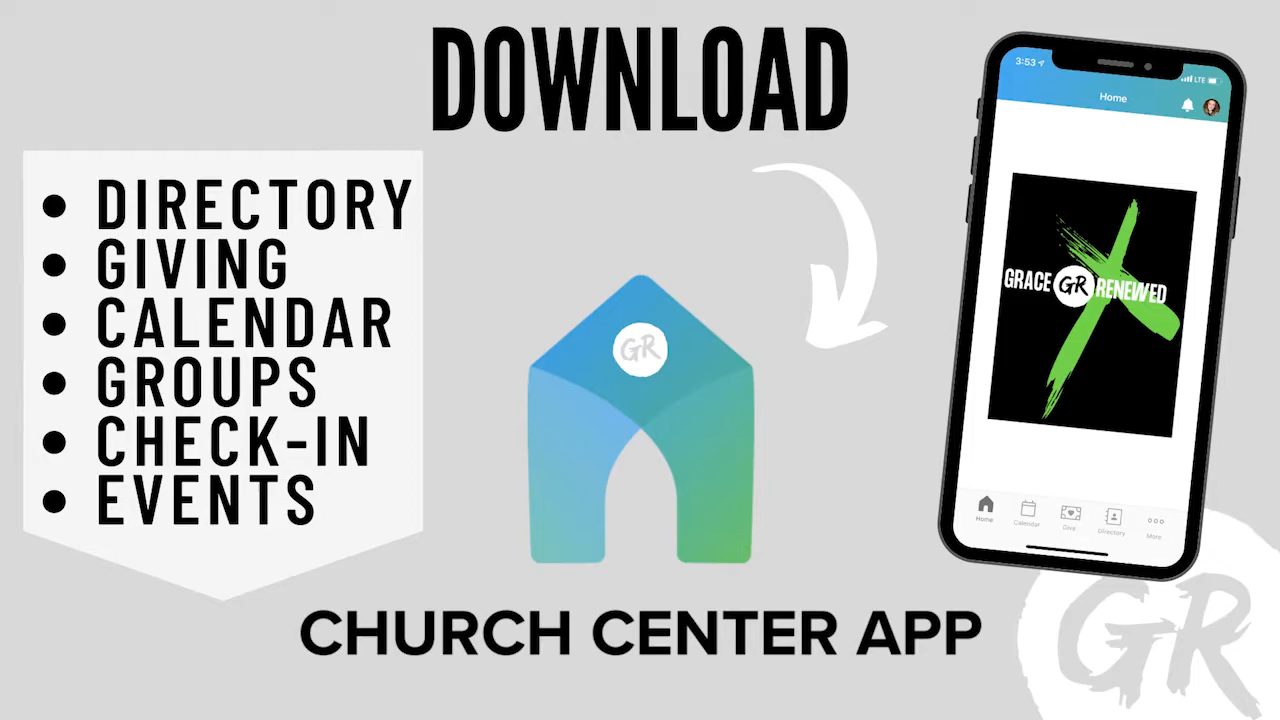 DOWNLOAD
• DIRECTORY
• GIVING
• CALENDAR
• GROUPS
• CHECK-IN
• EVENTS
GR
CHURCH CENTER APP
3:53
LTE
Home
GRACE GR RENEWED
Home
Calendar
Give
Directory
More
GR